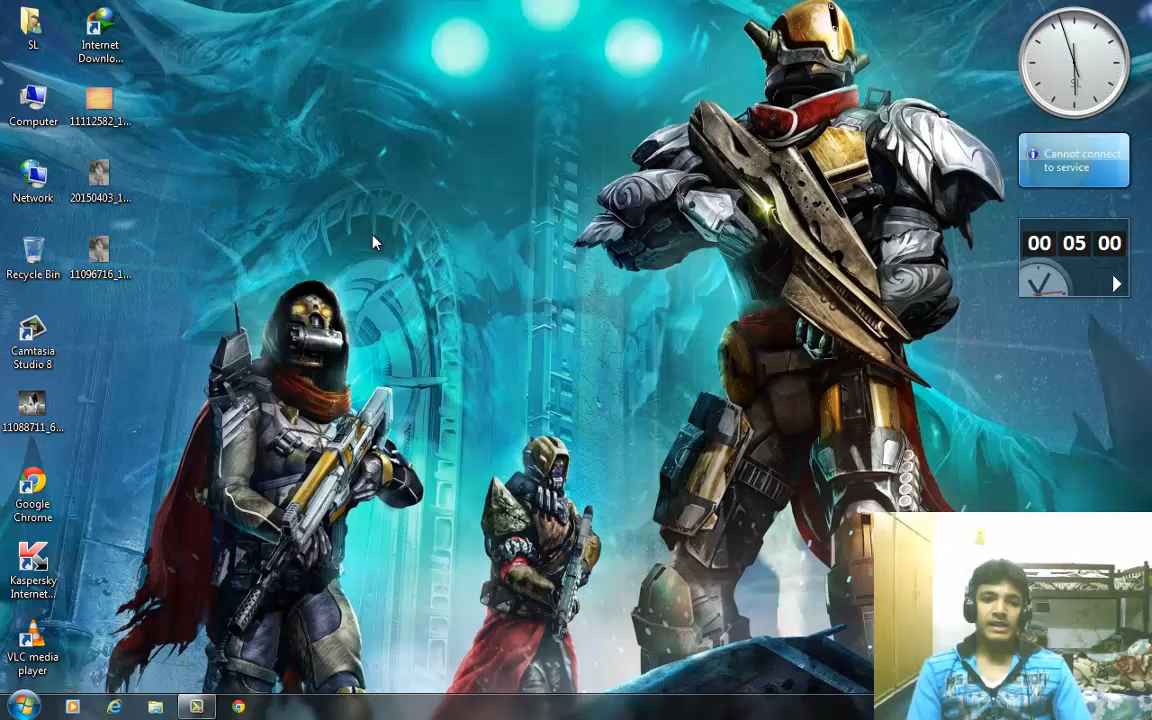 SL
Internet
Downlo...
Computer
11112582_1...
Network
20150403_1...
Recycle Bin
11096716_1...
Camtasia
Studio 8
11088711_6...
Google
Chrome
Kaspersky
Internet...
VLC media
player
SL
Cannot connect
to service
00 05 00